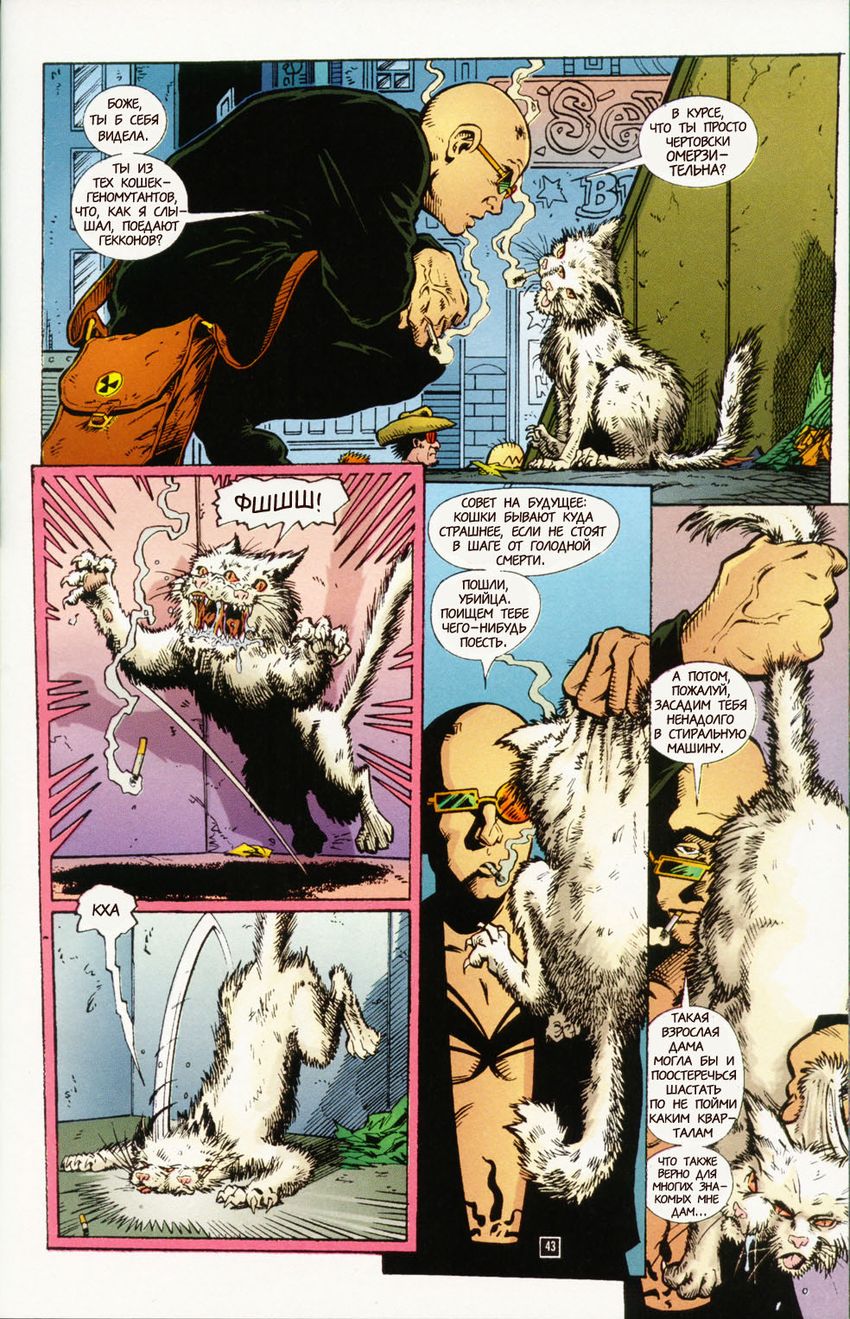 БОЖЕ,
ТЫ Б СЕБЯ
ВИДЕЛА.
ТЫ ИЗ
ТЕХ КОШЕК-
ГЕНОМУТАНТОВ,
ЧТО, КАК Я СЛЫ-
ШАЛ, ПОЕДАЮТ
ГЕККОНОВ?
В КУРСЕ,
ЧТО ТЫ ПРОСТО
ЧЕРТОВСКИ
ОМЕРЗИ-
ТЕЛЬНА?
ФШШШ!
КХА
СОВЕТ НА БУДУЩЕЕ:
КОШКИ БЫВАЮТ КУДА
СТРАШНЕЕ, ЕСЛИ НЕ СТОЯТ
В ШАГЕ ОТ ГОЛОДНОЙ
СМЕРТИ.
ПОШЛИ,
УБИЙЦА.
ПОИЩЕМ ТЕБЕ
ЧЕГО-НИБУДЬ
ПОЕСТЬ.
А ПОТОМ,
ПОЖАЛУЙ,
ЗАСАДИМ ТЕБЯ
НЕНАДОЛГО
В СТИРАЛЬНУЮ
МАШИНУ.
ТАКАЯ
ВЗРОСЛАЯ
ДАМА
МОГЛА БЫ И
ПООСТЕРЕЧЬСЯ
ШАСТАТЬ
ПО НЕ ПОЙМИ
КАКИМ КВАР-
ТАЛАМ
ЧТО ТАКЖЕ
ВЕРНО ДЛЯ
МНОГИХ ЗНА-
КОМЫХ МНЕ
ДАМ...
43